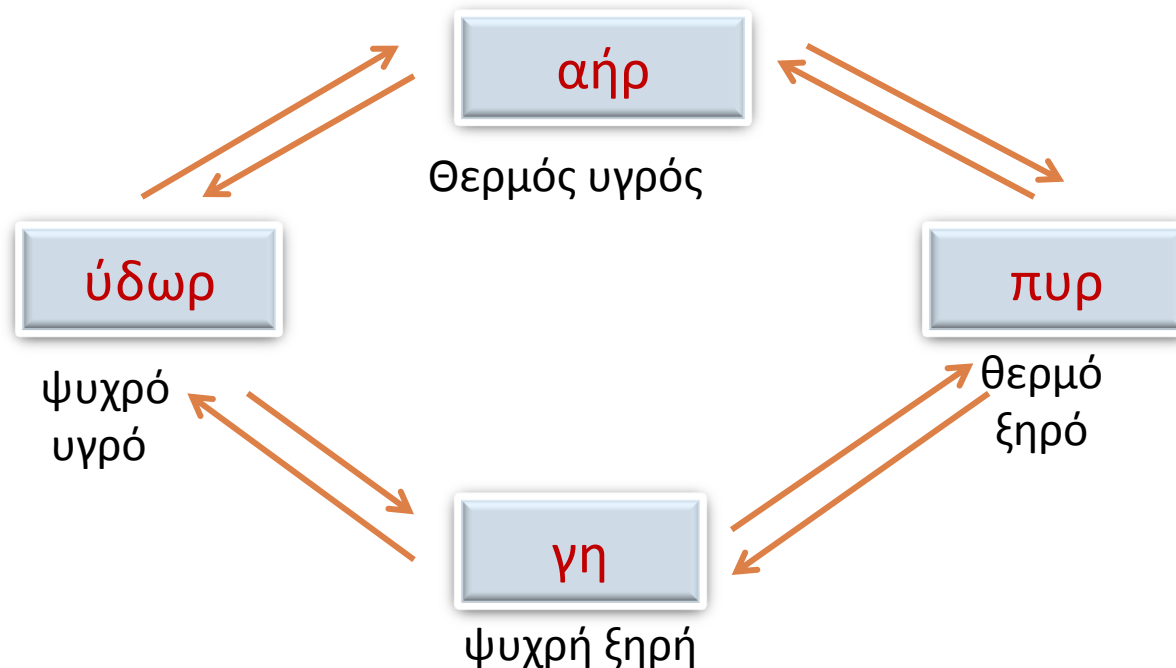 αήρ
Θερμός υγρός
ύδωρ
πυρ
ψυχρό
υγρό
θερμό
ξηρό
γη
ψυχρή ξηρή